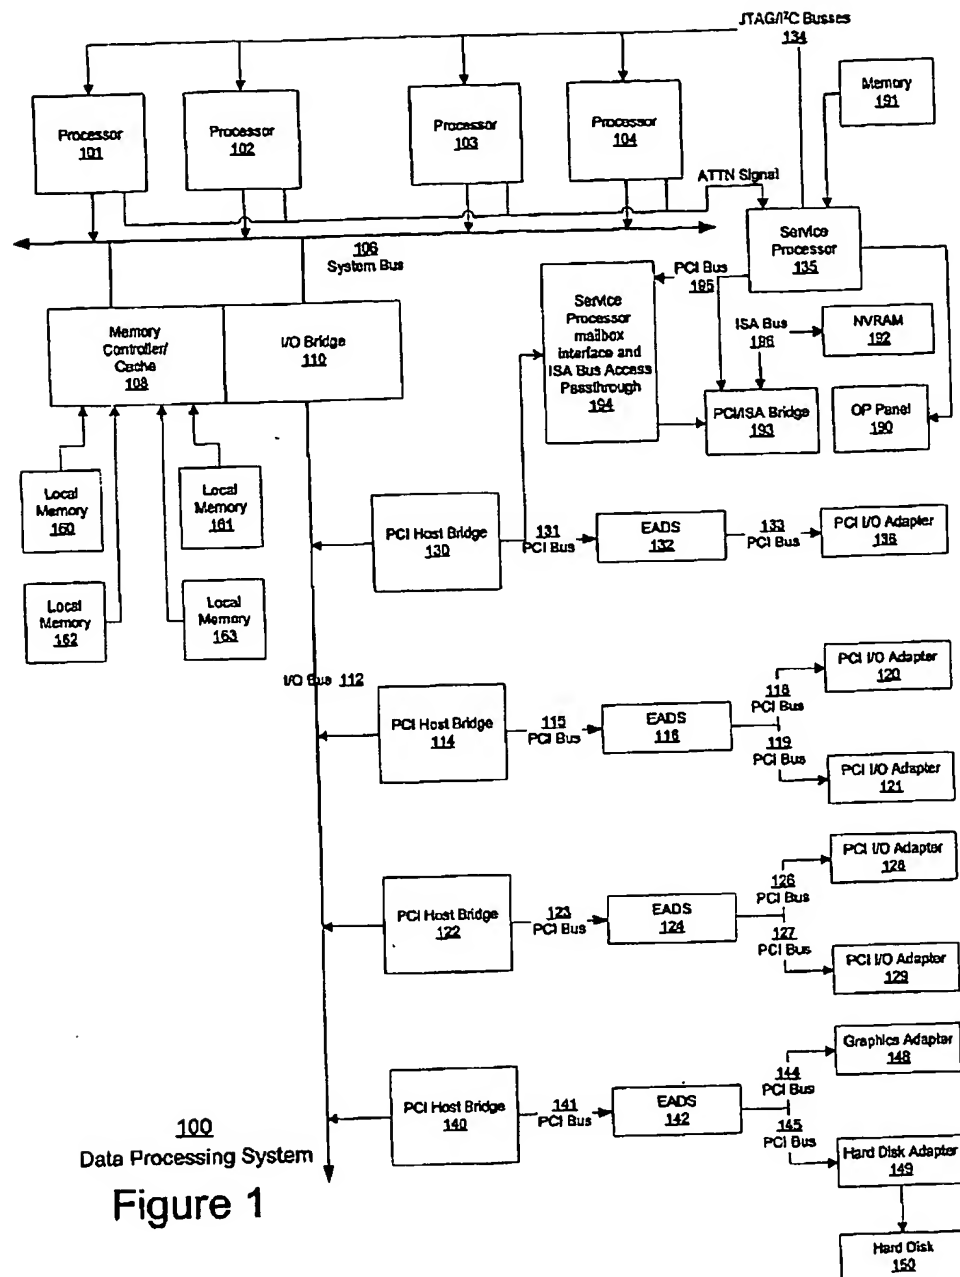 JTAG/I²C Busses
134
Memory
191
Processor
101
Processor
102
Processor
103
Processor
104
ATTN Signal
Service
Processor
135
106
System Bus
PCI Bus
195
Memory
Controller/
Cache
108
I/O Bridge
110
Service
Processor
mailbox
interface and
ISA Bus Access
Passthrough
194
ISA Bus
196
NVRAM
192
PCI/ISA Bridge
193
OP Panel
190
Local
Memory
160
Local
Memory
161
Local
Memory
162
Local
Memory
163
PCI Host Bridge
130
131
PCI Bus
EADS
132
133
PCI Bus
PCI I/O Adapter
136
I/O Bus 112
PCI Host Bridge
114
115
PCI Bus
EADS
116
118
PCI Bus
119
PCI Bus
PCI I/O Adapter
120
PCI I/O Adapter
121
PCI Host Bridge
122
123
PCI Bus
EADS
124
126
PCI Bus
127
PCI Bus
PCI I/O Adapter
128
PCI I/O Adapter
129
PCI Host Bridge
140
141
PCI Bus
EADS
142
144
PCI Bus
145
PCI Bus
Graphics Adapter
148
Hard Disk Adapter
149
Hard Disk
150
100
Data Processing System
Figure 1